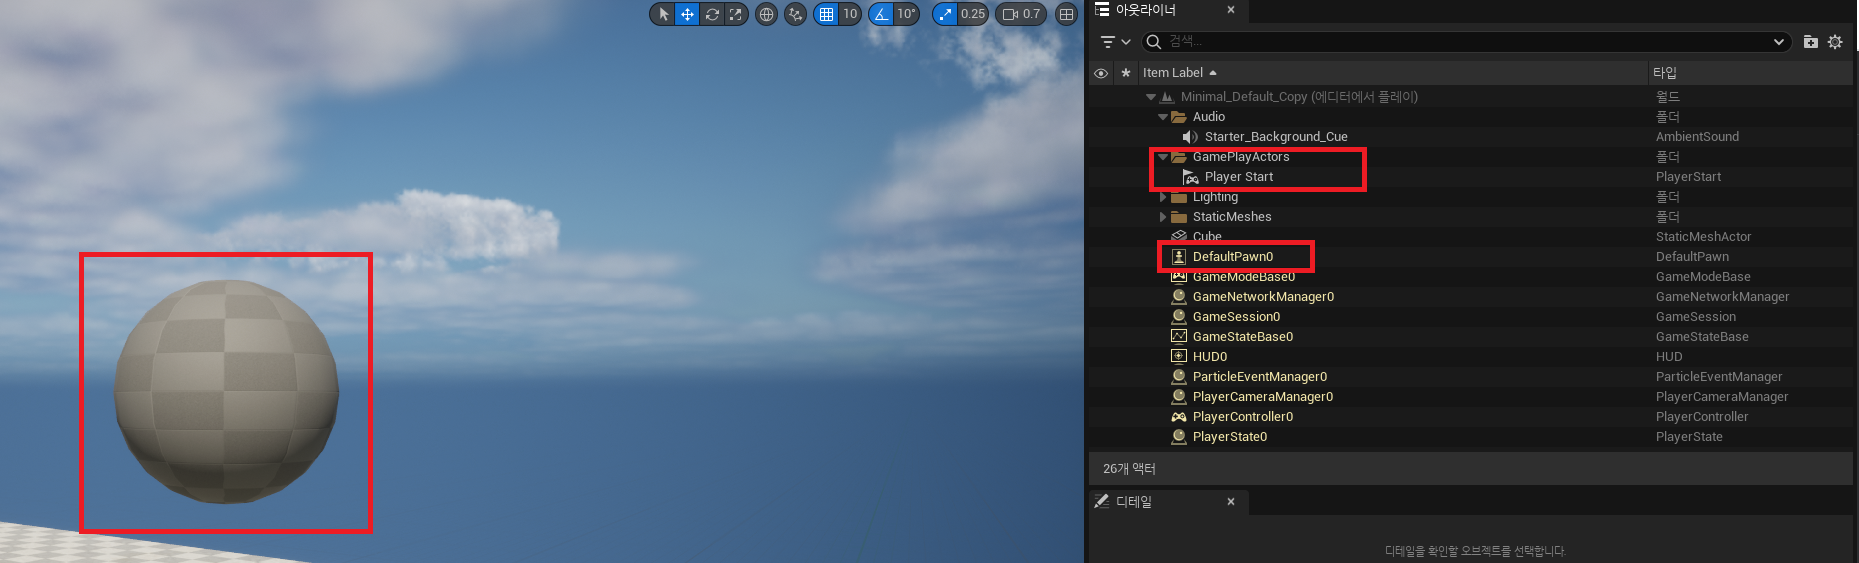 10 10° 0.25 0.7
아웃라이너
검색...
Item Label 타입
Minimal_Default_Copy (에디터에서 플레이) 월드
Audio 폴더
Starter_Background_Cue AmbientSound
GamePlayActors 폴더
Player Start PlayerStart
Lighting 폴더
StaticMeshes 폴더
Cube StaticMeshActor
DefaultPawn0 DefaultPawn
GameModeBase0 GameModeBase
GameNetworkManager0 GameNetworkManager
GameSession0 GameSession
GameStateBase0 GameStateBase
HUD0 HUD
ParticleEventManager0 ParticleEventManager
PlayerCameraManager0 PlayerCameraManager
PlayerController0 PlayerController
PlayerState0 PlayerState
26개 액터
디테일
디테일을 확인할 오브젝트를 선택합니다.